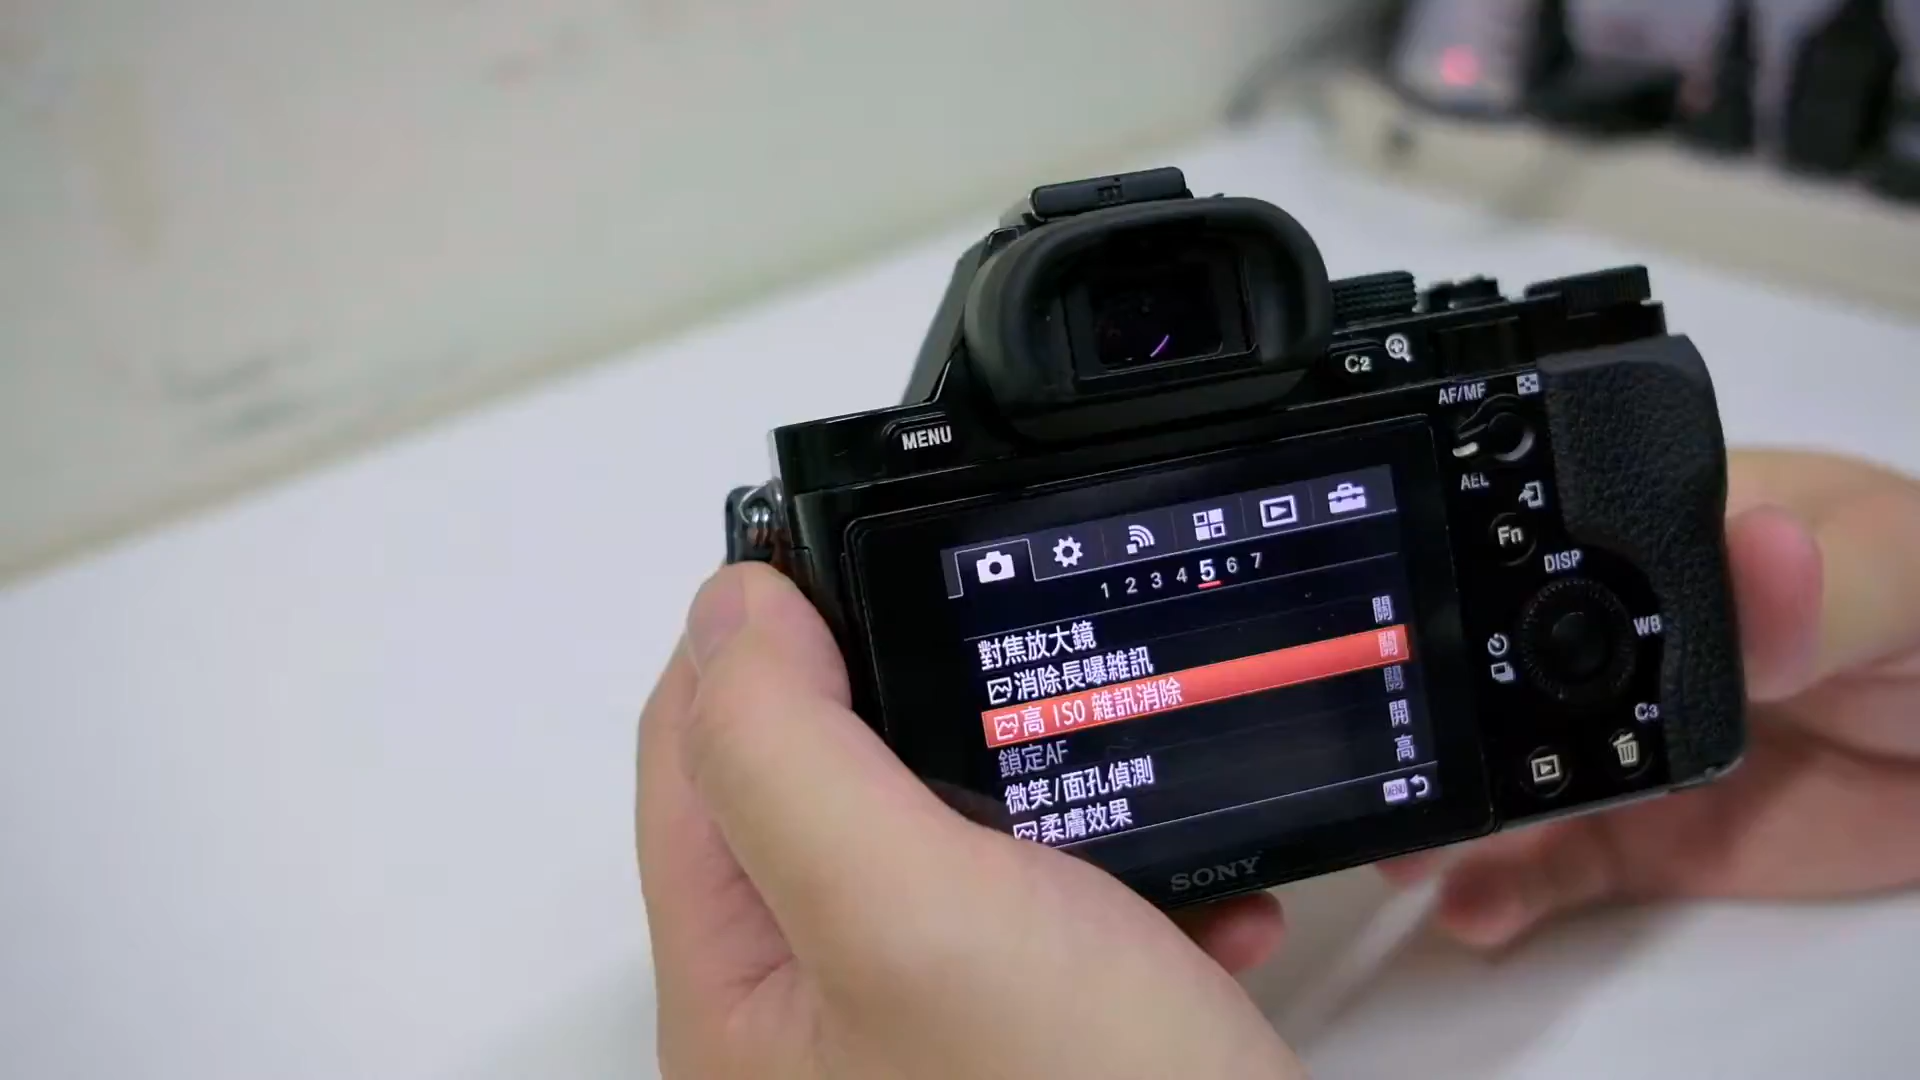 mi
C2
MENU
AF/MF
AEL
Fn
DISP
WB
C3
1 2 3 4 5 6 7
對焦放大鏡
消除長曝雜訊 關
高 ISO 雜訊消除 關
鎖定AF 關
微笑/面孔偵測 開
柔膚效果 高
MENU
SONY